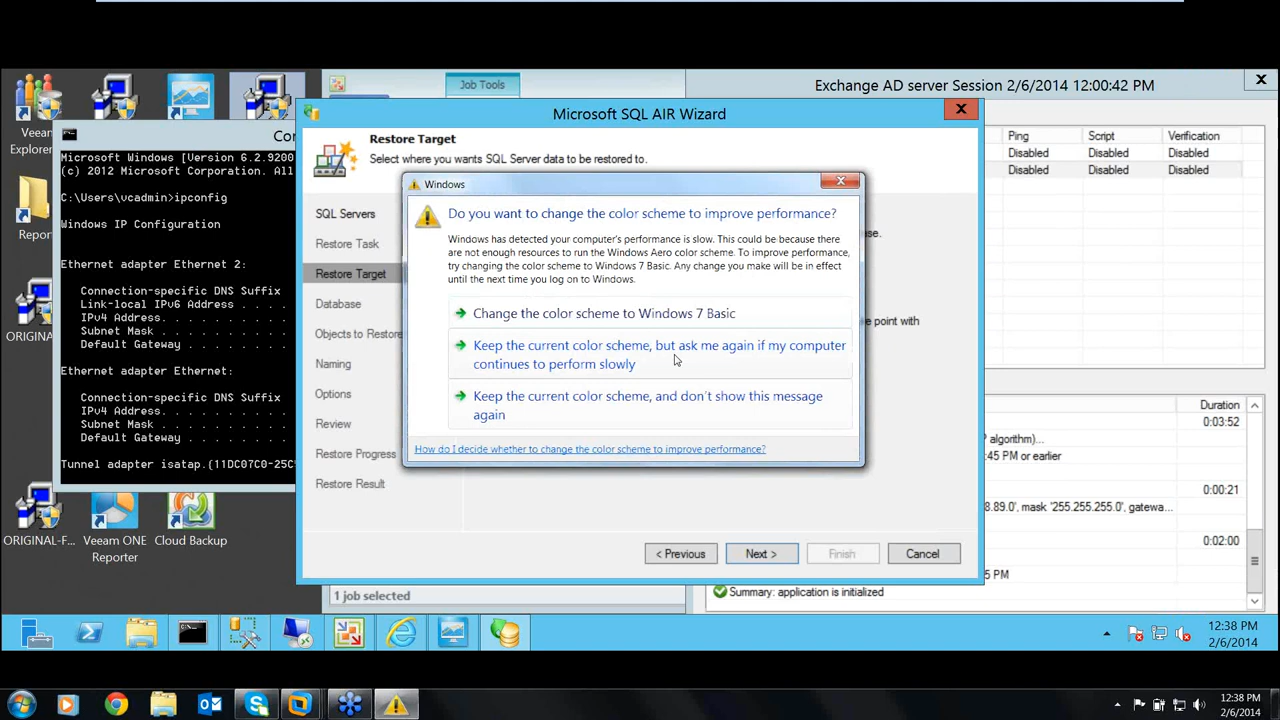 Job Tools
Exchange AD server Session 2/6/2014 12:00:42 PM
Veeam
Explorer
Report
ORIGINAL
ORIGINAL-F...
Veeam ONE
Reporter
Cloud Backup
Microsoft Windows [Version 6.2.9200
(c) 2012 Microsoft Corporation. All
C:\Users\vcadmin>ipconfig
Windows IP Configuration
Ethernet adapter Ethernet 2:
Connection-specific DNS Suffix
Link-local IPv6 Address . . . .
IPv4 Address. . . . . . . . . .
Subnet Mask . . . . . . . . . .
Default Gateway . . . . . . . .
Ethernet adapter Ethernet:
Connection-specific DNS Suffix
IPv4 Address. . . . . . . . . .
Subnet Mask . . . . . . . . . .
Default Gateway . . . . . . . .
Tunnel adapter isatap.{11DC07C0-25C5
Microsoft SQL AIR Wizard
Restore Target
Select where you wants SQL Server data to be restored to.
SQL Servers
Restore Task
Restore Target
Database
Objects to Restore
Naming
Options
Review
Restore Progress
Restore Result
e point with
< Previous
Next >
Finish
Cancel
Windows
Do you want to change the color scheme to improve performance?
Windows has detected your computer's performance is slow. This could be because there
are not enough resources to run the Windows Aero color scheme. To improve performance,
try changing the color scheme to Windows 7 Basic. Any change you make will be in effect
until the next time you log on to Windows.
Change the color scheme to Windows 7 Basic
Keep the current color scheme, but ask me again if my computer
continues to perform slowly
Keep the current color scheme, and don't show this message
again
How do I decide whether to change the color scheme to improve performance?
Ping Script Verification
Disabled Disabled Disabled
Disabled Disabled Disabled
Duration
0:03:52
P algorithm)...
:45 PM or earlier
0:00:21
8.89.0', mask '255.255.255.0', gatewa...
0:02:00
5 PM
Summary: application is initialized
1 job selected
12:38 PM
2/6/2014
12:38 PM
2/6/2014